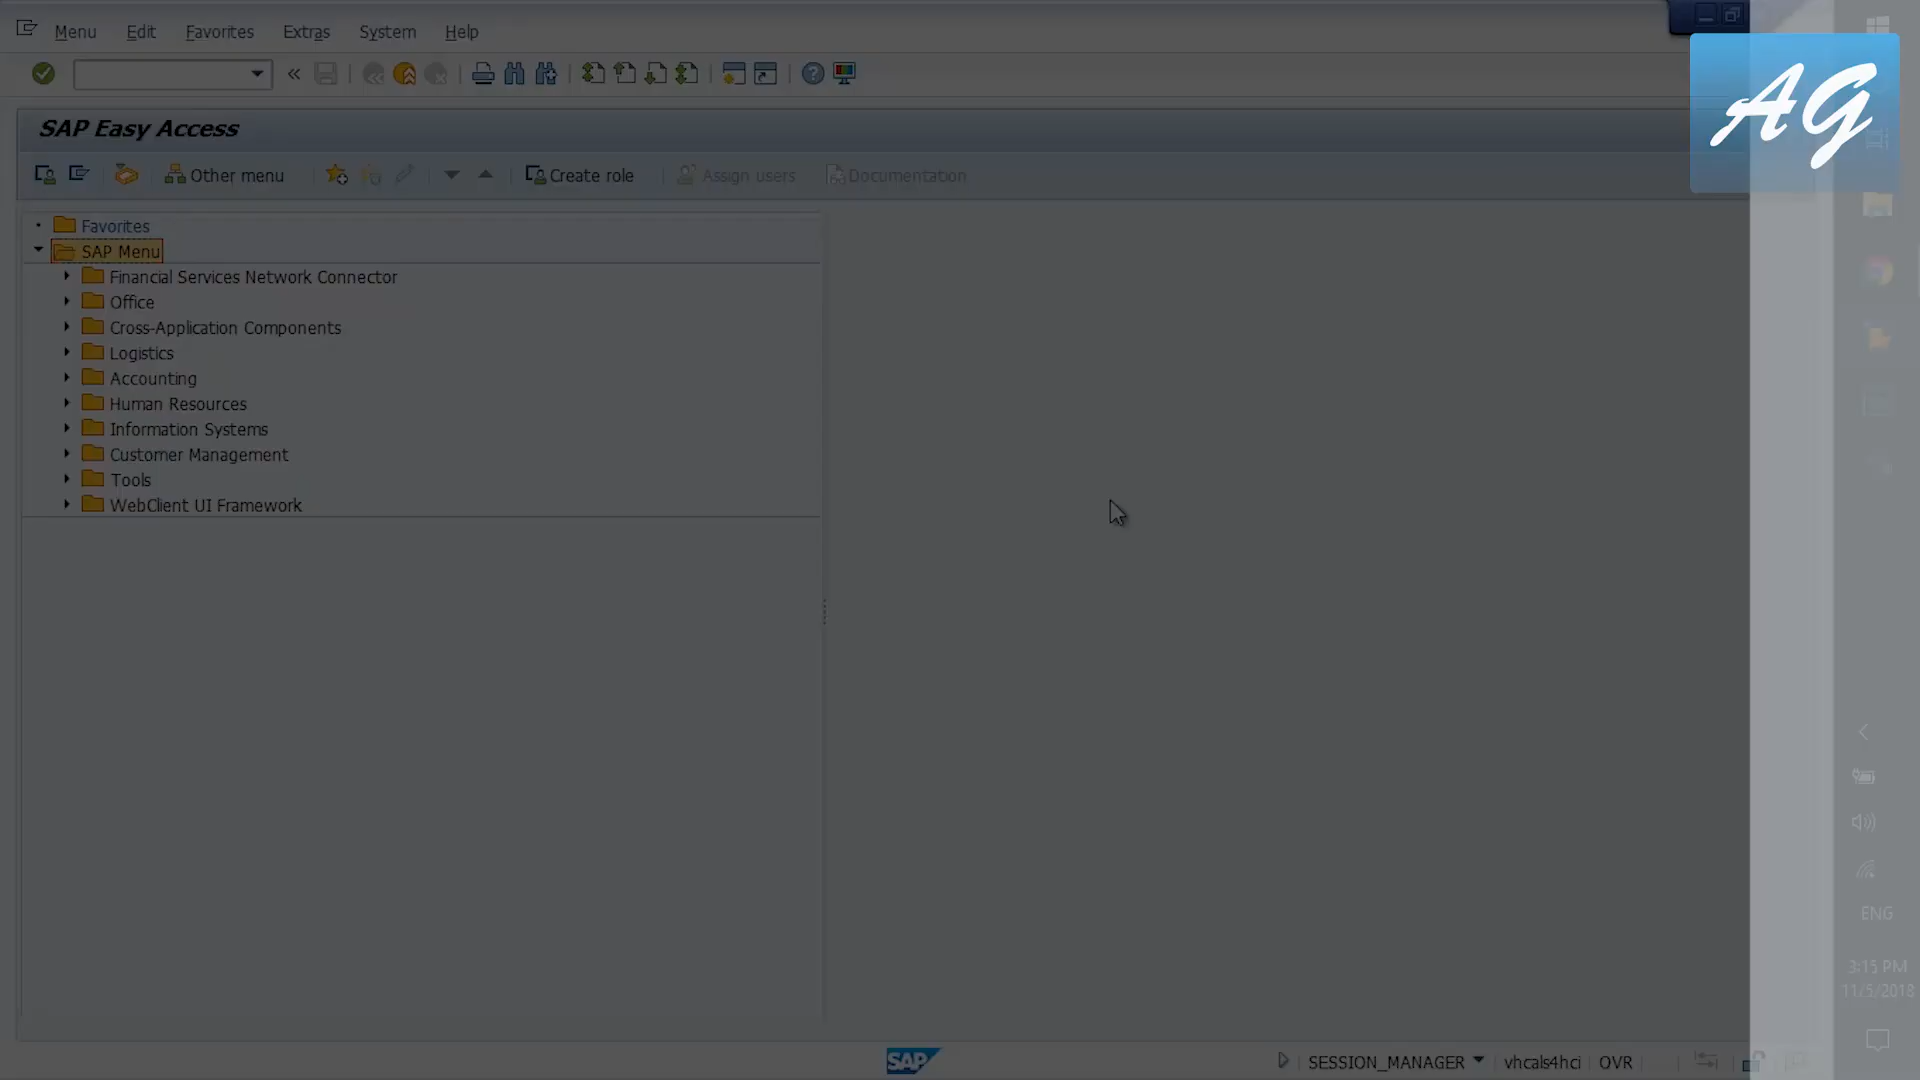 Menu Edit Favorites Extras System Help
AG
SAP Easy Access
Other menu Create role Assign users Documentation
Favorites
SAP Menu
Financial Services Network Connector
Office
Cross-Application Components
Logistics
Accounting
Human Resources
Information Systems
Customer Management
Tools
WebClient UI Framework
ENG
3:15 PM
11/5/2018
SAP SESSION_MANAGER vhcals4hci OVR